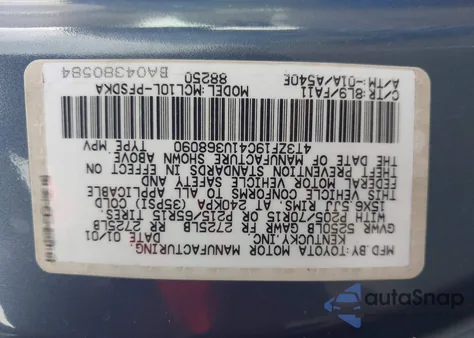 MFD.BY:TOYOTA MOTOR MANUFACTURING
KENTUCKY,INC. DATE 01/01
GVWR 5250LB GAWR FR 2725LB RR 2725LB
WITH P205/70R15 OR P215/65R15 TIRES,
15X6.5JJ RIMS, AT 240KPA (35PSI) COLD
THIS VEHICLE CONFORMS TO ALL APPLICABLE
FEDERAL MOTOR VEHICLE SAFETY AND
THEFT PREVENTION STANDARDS IN EFFECT ON
THE DATE OF MANUFACTURE SHOWN ABOVE.
4T3ZF19C41U368090 TYPE MPV
C/TR:8L9/FA11 MODEL:MCL10L-PFSDKA
A/TM:-01A/A540E 88250
BA04380584
autoSnap